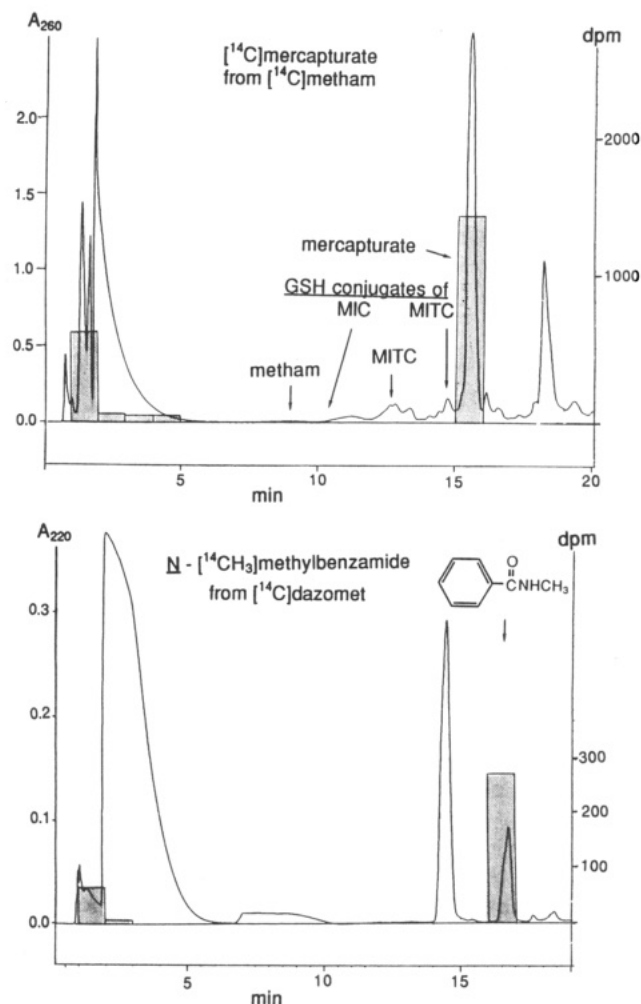 A260
[14C]mercapturate
dpm
from [14C]metham
2.0
2000
1.5
mercapturate
1.0
GSH conjugates of
1000
MIC MITC
0.5
metham
MITC
0.0
5 10 15 20
min
A220
N - [14CH3]methylbenzamide
dpm
from [14C]dazomet
O
CNHCH3
0.3
0.2
300
0.1
200
100
0.0
5 10 15
min